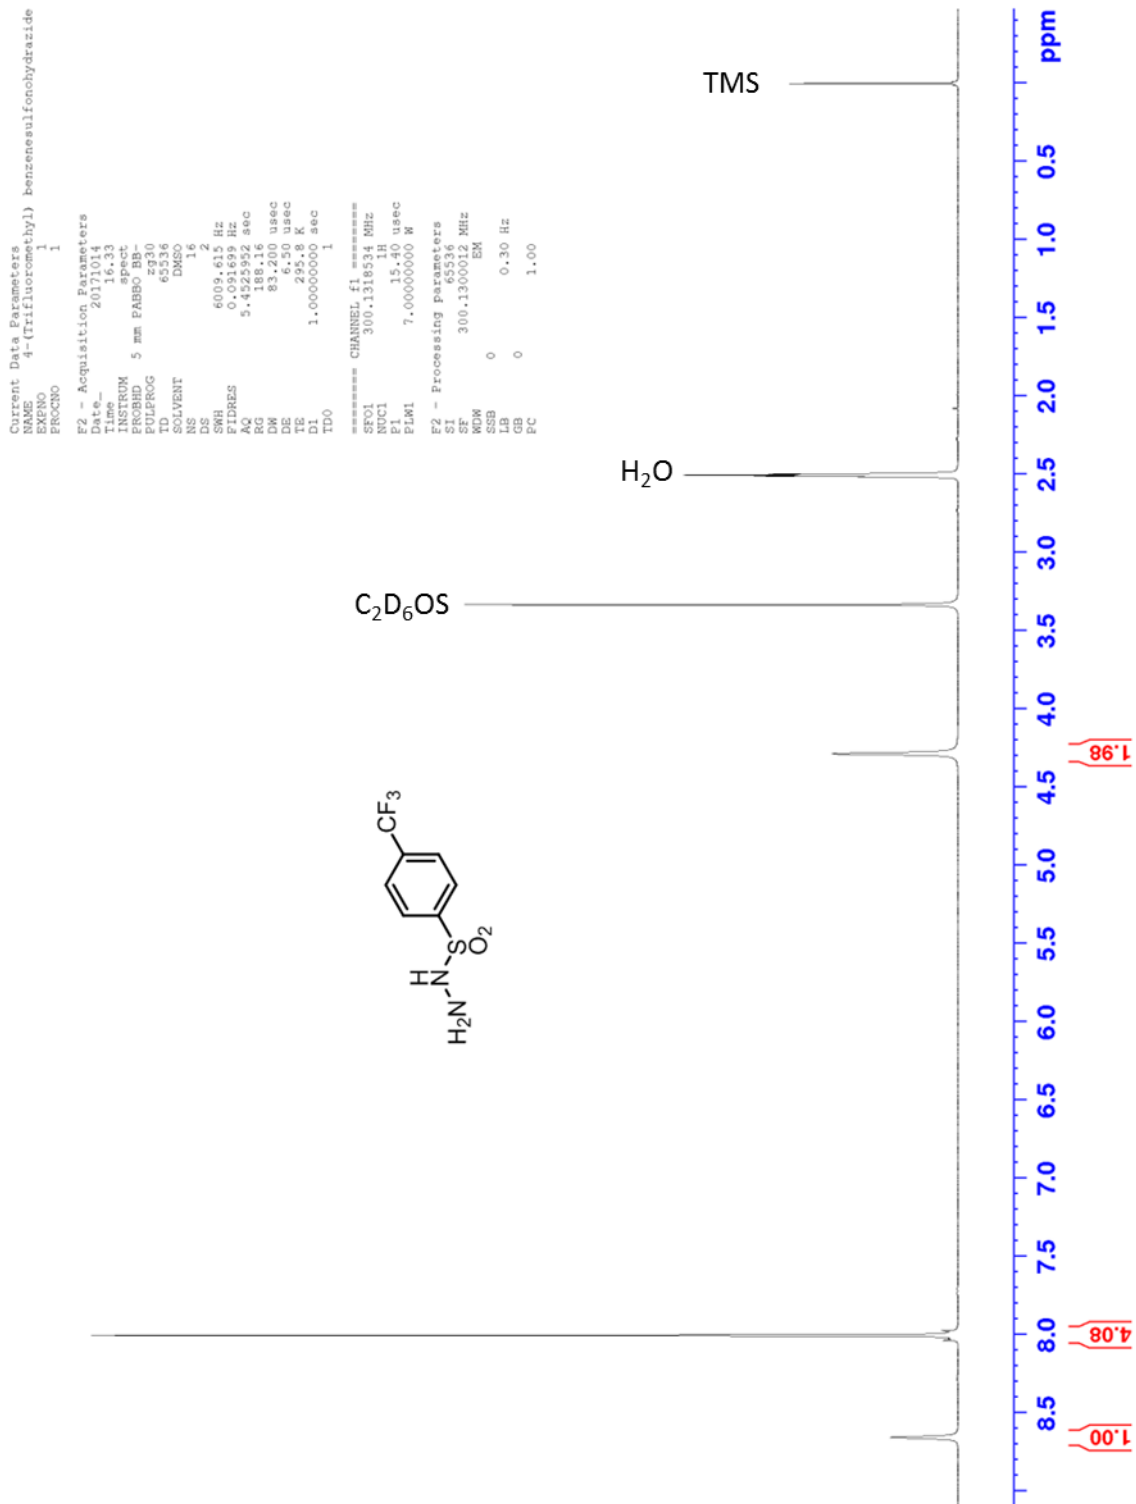 Current Data Parameters
NAME 4-(Trifluoromethyl) benzenesulfonohydrazide
EXPNO 1
PROCNO 1
F2 - Acquisition Parameters
Date_ 20171014
Time 16.33
INSTRUM spect
PROBHD 5 mm PABBO BB-
PULPROG zg30
TD 65536
SOLVENT DMSO
NS 16
DS 2
SWH 6009.615 Hz
FIDRES 0.091699 Hz
AQ 5.4525952 sec
RG 188.16
DW 83.200 usec
DE 6.50 usec
TE 295.8 K
D1 1.00000000 sec
TD0 1
======== CHANNEL f1 ========
SFO1 300.1318534 MHz
NUC1 1H
P1 15.40 usec
PLW1 7.00000000 W
F2 - Processing parameters
SI 65536
SF 300.1300012 MHz
WDW EM
SSB 0
LB 0.30 Hz
GB 0
PC 1.00
TMS
H2O
C2D6OS
CF3
H
N
S
O2
H2N
8.5 8.0 7.5 7.0 6.5 6.0 5.5 5.0 4.5 4.0 3.5 3.0 2.5 2.0 1.5 1.0 0.5 ppm
1.00
4.08
1.98